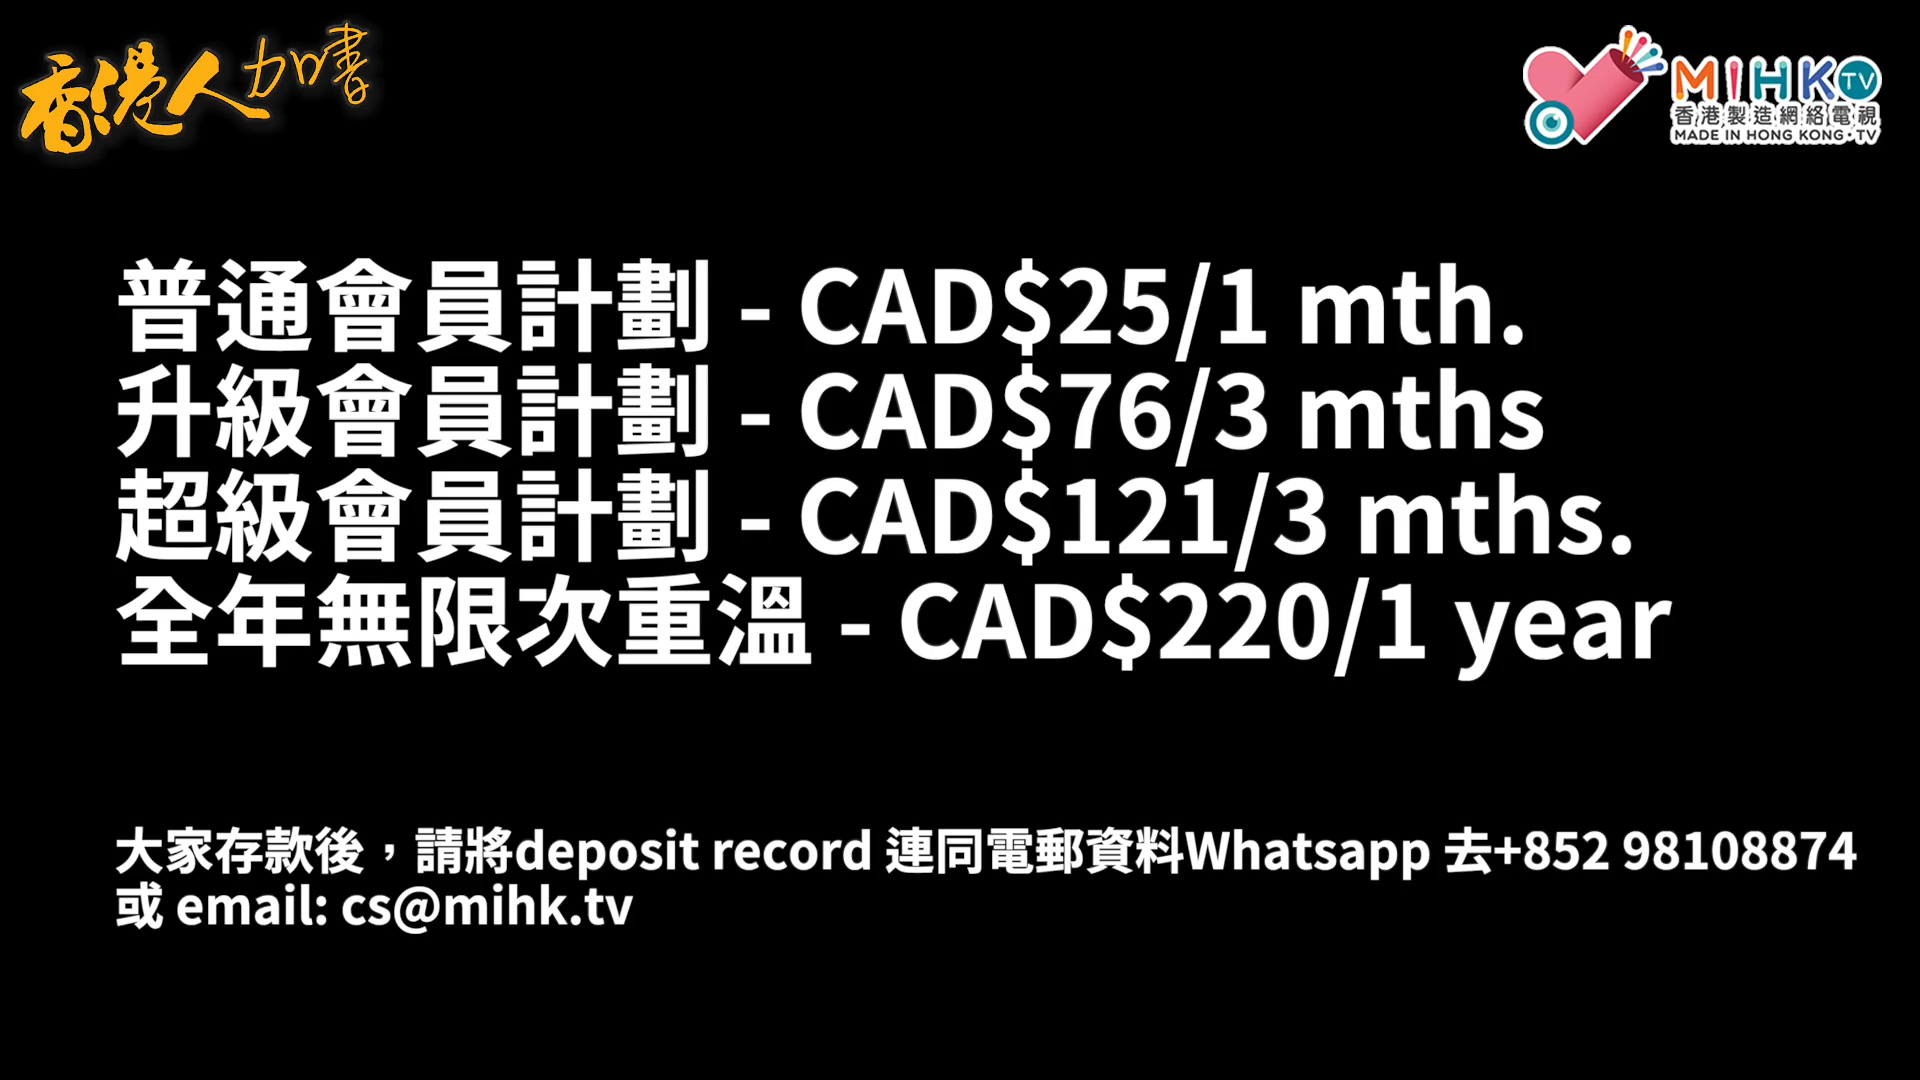 香港人加油
MIHK TV
香港製造網絡電視
MADE IN HONG KONG・TV
普通會員計劃 - CAD$25/1 mth.
升級會員計劃 - CAD$76/3 mths
超級會員計劃 - CAD$121/3 mths.
全年無限次重溫 - CAD$220/1 year
大家存款後，請將deposit record 連同電郵資料Whatsapp 去+852 98108874
或 email: cs@mihk.tv